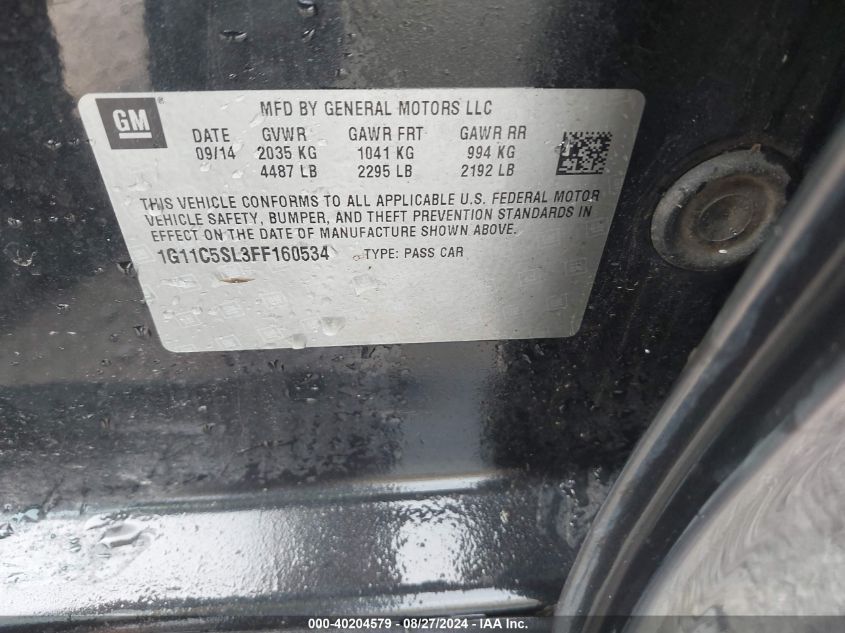 GM
MFD BY GENERAL MOTORS LLC
DATE GVWR GAWR FRT GAWR RR
09/14 2035 KG 1041 KG 994 KG
4487 LB 2295 LB 2192 LB
THIS VEHICLE CONFORMS TO ALL APPLICABLE U.S. FEDERAL MOTOR
VEHICLE SAFETY, BUMPER, AND THEFT PREVENTION STANDARDS IN
EFFECT ON THE DATE OF MANUFACTURE SHOWN ABOVE.
1G11C5SL3FF160534 TYPE: PASS CAR
000-40204579 - 08/27/2024 - IAA Inc.